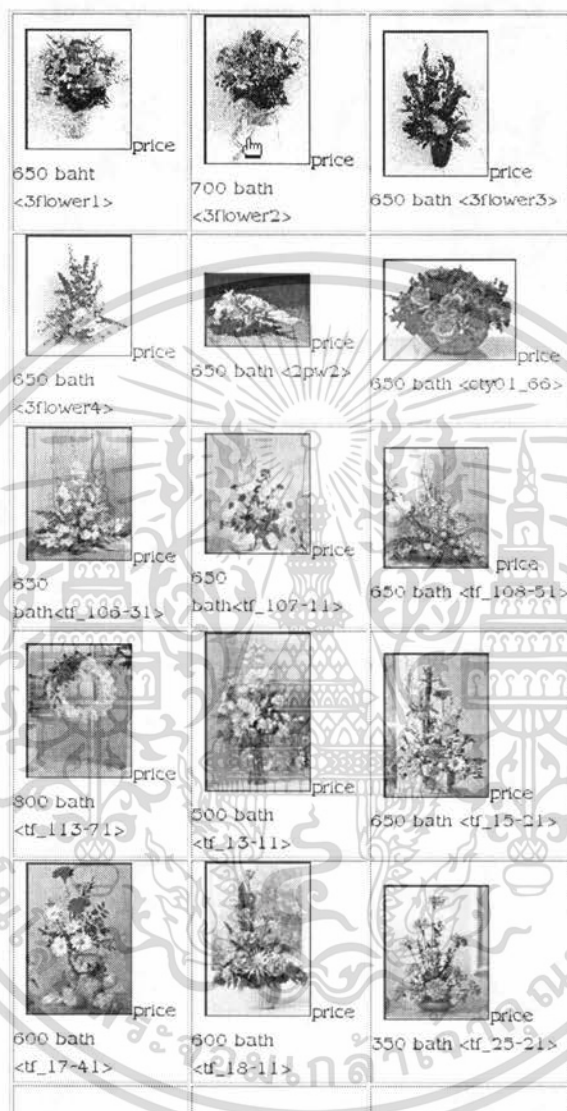 price
650 baht
<3flower1>
price
700 bath
<3flower2>
price
650 bath <3flower3>
price
650 bath
<3flower4>
price
650 bath <2pw2>
price
650 bath <cty01_66>
price
650
bath<tf_106-31>
price
650
bath<tf_107-11>
price
650 bath <tf_108-51>
price
800 bath
<tf_113-71>
price
500 bath
<tf_13-11>
price
650 bath <tf_15-21>
price
600 bath
<tf_17-41>
price
600 bath
<tf_18-11>
price
350 bath <tf_25-21>